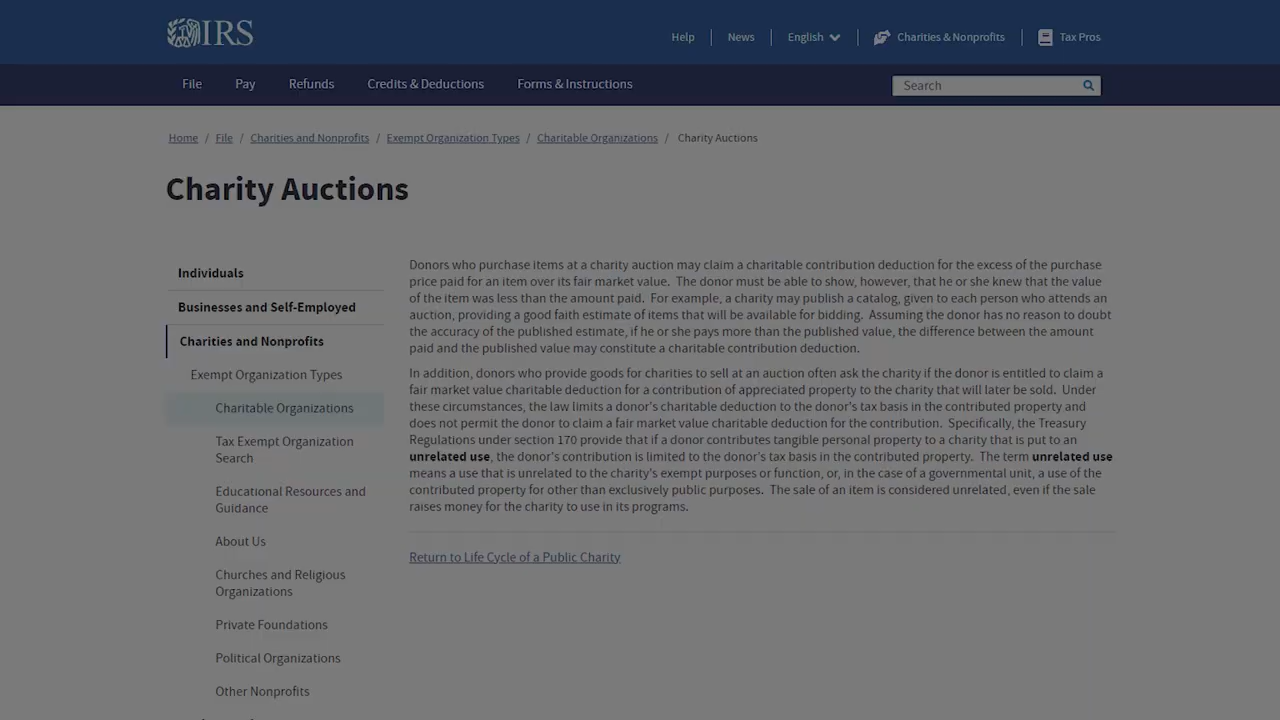 IRS
Help
News
English
Charities & Nonprofits
Tax Pros
File
Pay
Refunds
Credits & Deductions
Forms & Instructions
Search
Home / File / Charities and Nonprofits / Exempt Organization Types / Charitable Organizations / Charity Auctions
Charity Auctions
Individuals
Businesses and Self-Employed
Charities and Nonprofits
Exempt Organization Types
Charitable Organizations
Tax Exempt Organization
Search
Educational Resources and
Guidance
About Us
Churches and Religious
Organizations
Private Foundations
Political Organizations
Other Nonprofits
Donors who purchase items at a charity auction may claim a charitable contribution deduction for the excess of the purchase
price paid for an item over its fair market value.  The donor must be able to show, however, that he or she knew that the value
of the item was less than the amount paid.  For example, a charity may publish a catalog, given to each person who attends an
auction, providing a good faith estimate of items that will be available for bidding.  Assuming the donor has no reason to doubt
the accuracy of the published estimate, if he or she pays more than the published value, the difference between the amount
paid and the published value may constitute a charitable contribution deduction.
In addition, donors who provide goods for charities to sell at an auction often ask the charity if the donor is entitled to claim a
fair market value charitable deduction for a contribution of appreciated property to the charity that will later be sold.  Under
these circumstances, the law limits a donor's charitable deduction to the donor's tax basis in the contributed property and
does not permit the donor to claim a fair market value charitable deduction for the contribution.  Specifically, the Treasury
Regulations under section 170 provide that if a donor contributes tangible personal property to a charity that is put to an
unrelated use, the donor's contribution is limited to the donor's tax basis in the contributed property.  The term unrelated use
means a use that is unrelated to the charity's exempt purposes or function, or, in the case of a governmental unit, a use of the
contributed property for other than exclusively public purposes.  The sale of an item is considered unrelated, even if the sale
raises money for the charity to use in its programs.
Return to Life Cycle of a Public Charity